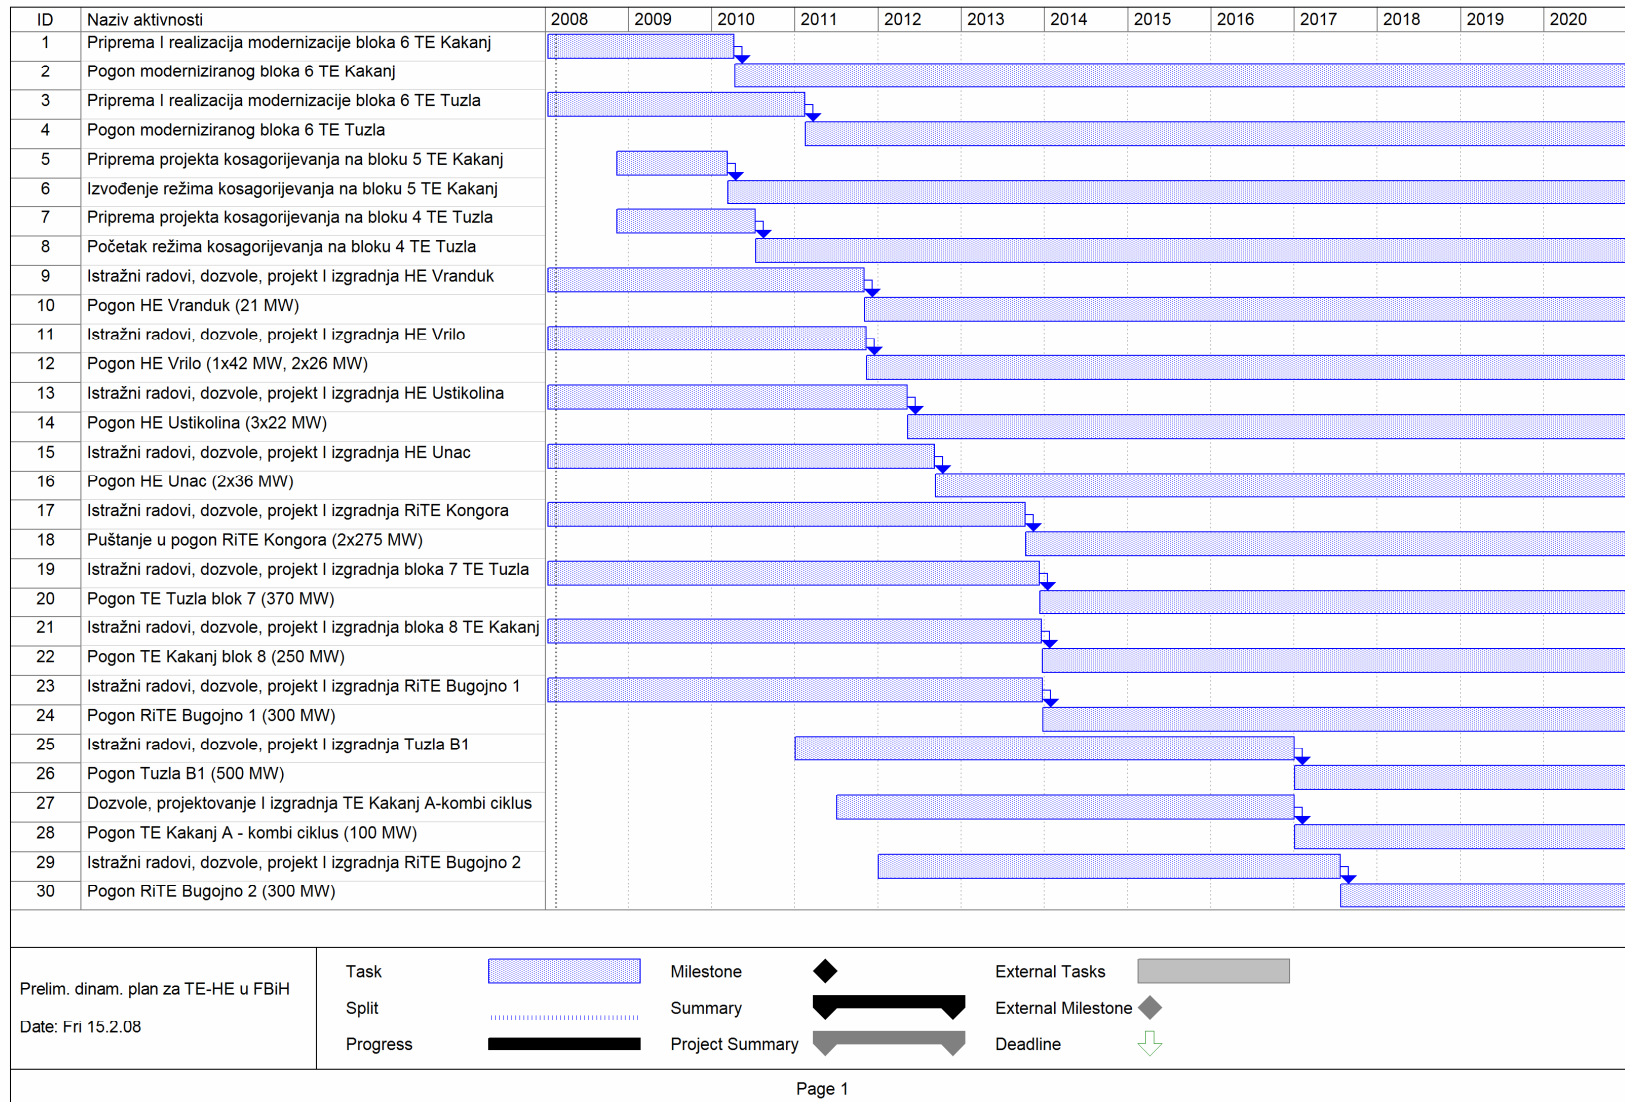 ID Naziv aktivnosti 2008 2009 2010 2011 2012 2013 2014 2015 2016 2017 2018 2019 2020
1 Priprema I realizacija modernizacije bloka 6 TE Kakanj
2 Pogon moderniziranog bloka 6 TE Kakanj
3 Priprema I realizacija modernizacije bloka 6 TE Tuzla
4 Pogon moderniziranog bloka 6 TE Tuzla
5 Priprema projekta kosagorijevanja na bloku 5 TE Kakanj
6 Izvođenje režima kosagorijevanja na bloku 5 TE Kakanj
7 Priprema projekta kosagorijevanja na bloku 4 TE Tuzla
8 Početak režima kosagorijevanja na bloku 4 TE Tuzla
9 Istražni radovi, dozvole, projekt I izgradnja HE Vranduk
10 Pogon HE Vranduk (21 MW)
11 Istražni radovi, dozvole, projekt I izgradnja HE Vrilo
12 Pogon HE Vrilo (1x42 MW, 2x26 MW)
13 Istražni radovi, dozvole, projekt I izgradnja HE Ustikolina
14 Pogon HE Ustikolina (3x22 MW)
15 Istražni radovi, dozvole, projekt I izgradnja HE Unac
16 Pogon HE Unac (2x36 MW)
17 Istražni radovi, dozvole, projekt I izgradnja RiTE Kongora
18 Puštanje u pogon RiTE Kongora (2x275 MW)
19 Istražni radovi, dozvole, projekt I izgradnja bloka 7 TE Tuzla
20 Pogon TE Tuzla blok 7 (370 MW)
21 Istražni radovi, dozvole, projekt I izgradnja bloka 8 TE Kakanj
22 Pogon TE Kakanj blok 8 (250 MW)
23 Istražni radovi, dozvole, projekt I izgradnja RiTE Bugojno 1
24 Pogon RiTE Bugojno 1 (300 MW)
25 Istražni radovi, dozvole, projekt I izgradnja Tuzla B1
26 Pogon Tuzla B1 (500 MW)
27 Dozvole, projektovanje I izgradnja TE Kakanj A-kombi ciklus
28 Pogon TE Kakanj A - kombi ciklus (100 MW)
29 Istražni radovi, dozvole, projekt I izgradnja RiTE Bugojno 2
30 Pogon RiTE Bugojno 2 (300 MW)
Prelim. dinam. plan za TE-HE u FBiH
Date: Fri 15.2.08
Task Milestone External Tasks
Split Summary External Milestone
Progress Project Summary Deadline
Page 1